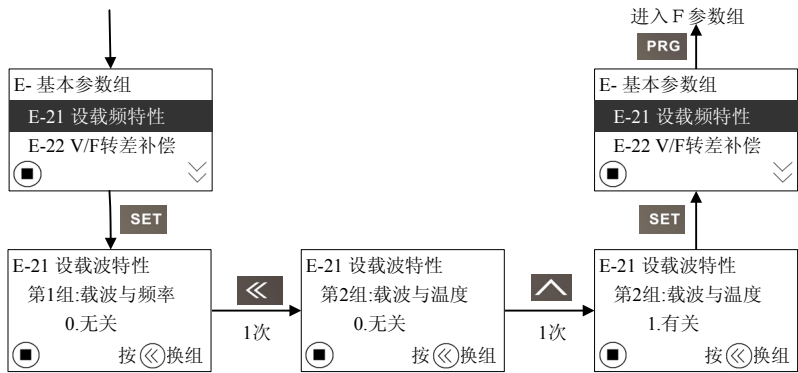 进入F参数组
PRG
E- 基本参数组
E-21 设载频特性
E-22 V/F转差补偿
SET
E-21 设载波特性
第1组:载波与频率
0.无关
按换组
1次
E-21 设载波特性
第2组:载波与温度
0.无关
按换组
1次
E-21 设载波特性
第2组:载波与温度
1.有关
按换组
SET
E- 基本参数组
E-21 设载频特性
E-22 V/F转差补偿